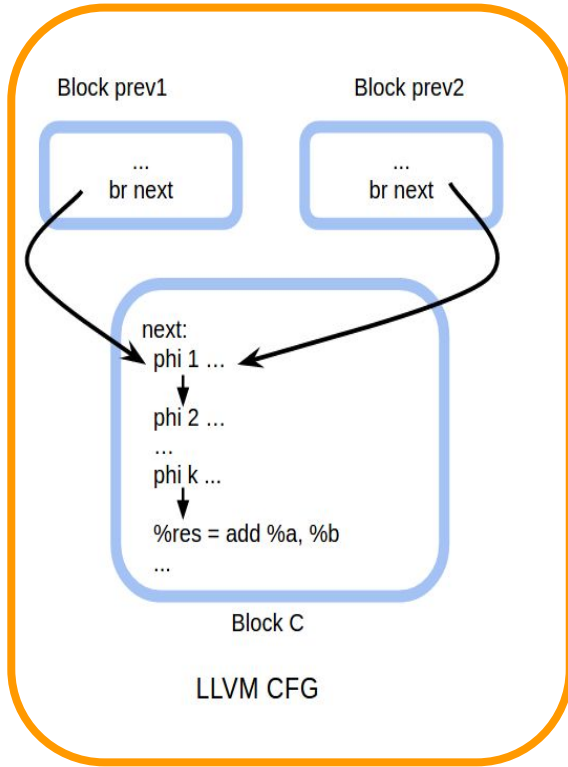 Block prev1
Block prev2
...
br next
...
br next
next:
phi 1 …
phi 2 …
…
phi k ...
%res = add %a, %b
...
Block C
LLVM CFG